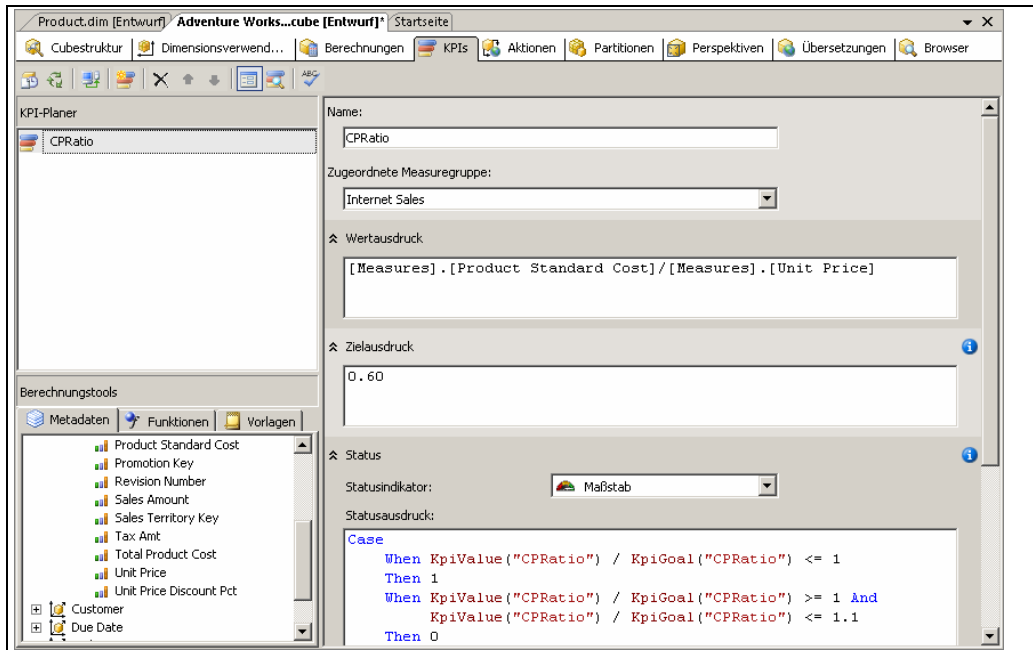 Product.dim [Entwurf] Adventure Works...cube [Entwurf]* Startseite
Cubestruktur Dimensionsverwend... Berechnungen KPIs Aktionen Partitionen Perspektiven Übersetzungen Browser
ABC
KPI-Planer
CPRatio
Name:
CPRatio
Zugeordnete Measuregruppe:
Internet Sales
Wertausdruck
[Measures].[Product Standard Cost]/[Measures].[Unit Price]
Zielausdruck
0.60
Berechnungstools
Metadaten Funktionen Vorlagen
Product Standard Cost
Promotion Key
Revision Number
Sales Amount
Sales Territory Key
Tax Amt
Total Product Cost
Unit Price
Unit Price Discount Pct
Customer
Due Date
Status
Statusindikator: Maßstab
Statusausdruck:
Case
When KpiValue("CPRatio") / KpiGoal("CPRatio") <= 1
Then 1
When KpiValue("CPRatio") / KpiGoal("CPRatio") >= 1 And
KpiValue("CPRatio") / KpiGoal("CPRatio") <= 1.1
Then 0